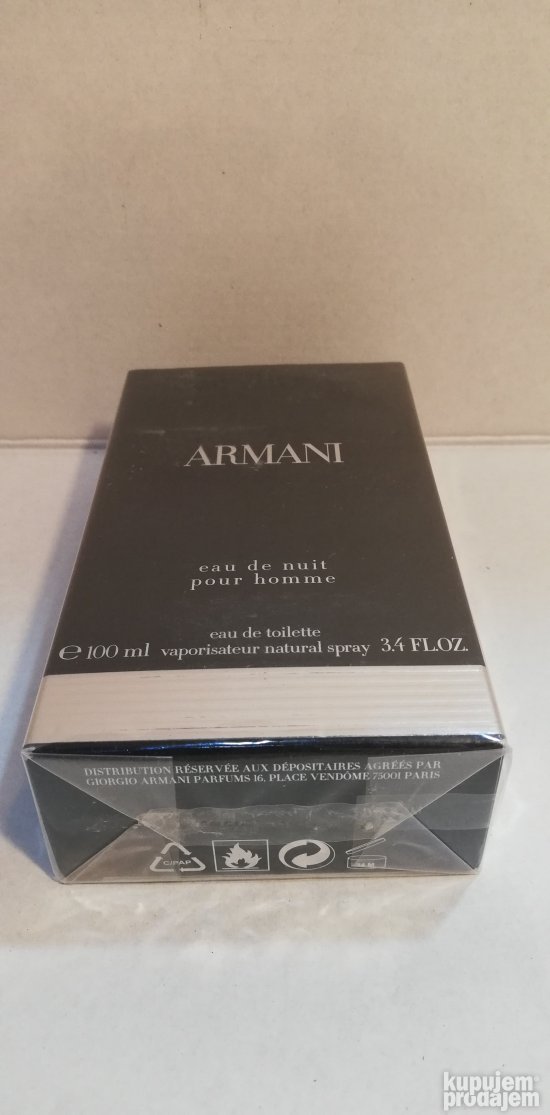 ARMANI
eau de nuit
pour homme
eau de toilette
℮ 100 ml vaporisateur natural spray 3.4 FL.OZ.
DISTRIBUTION RÉSERVÉE AUX DÉPOSITAIRES AGRÉÉS PAR
GIORGIO ARMANI PARFUMS 16, PLACE VENDÔME 75001 PARIS
C/PAP
kupujem
prodajem